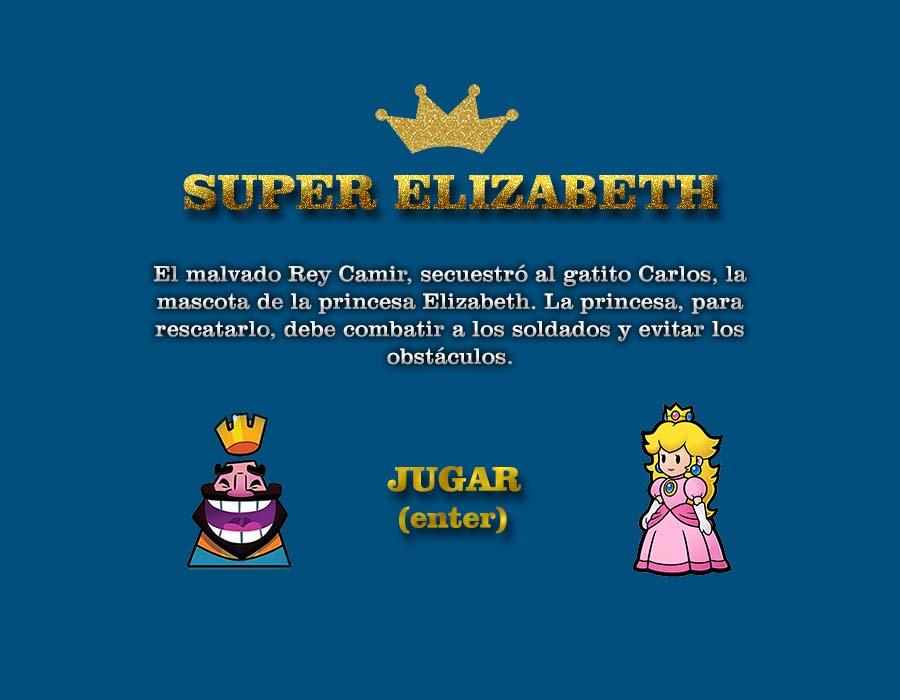 SUPER ELIZABETH
El malvado Rey Camir, secuestró al gatito Carlos, la
mascota de la princesa Elizabeth. La princesa, para
rescatarlo, debe combatir a los soldados y evitar los
obstáculos.
JUGAR
(enter)